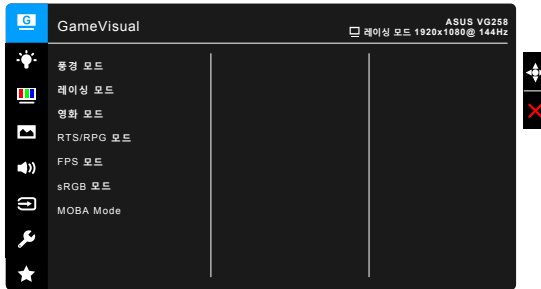 G
GameVisual
ASUS VG258
레이싱 모드 1920x1080@ 144Hz
풍경 모드
레이싱 모드
영화 모드
RTS/RPG 모드
FPS 모드
sRGB 모드
MOBA Mode